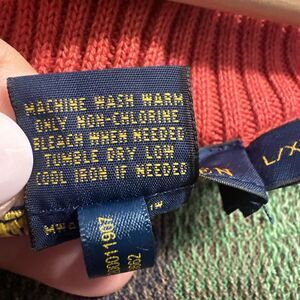 MACHINE WASH WARM
ONLY NON-CHLORINE
BLEACH WHEN NEEDED
TUMBLE DRY LOW
COOL IRON IF NEEDED
L/X